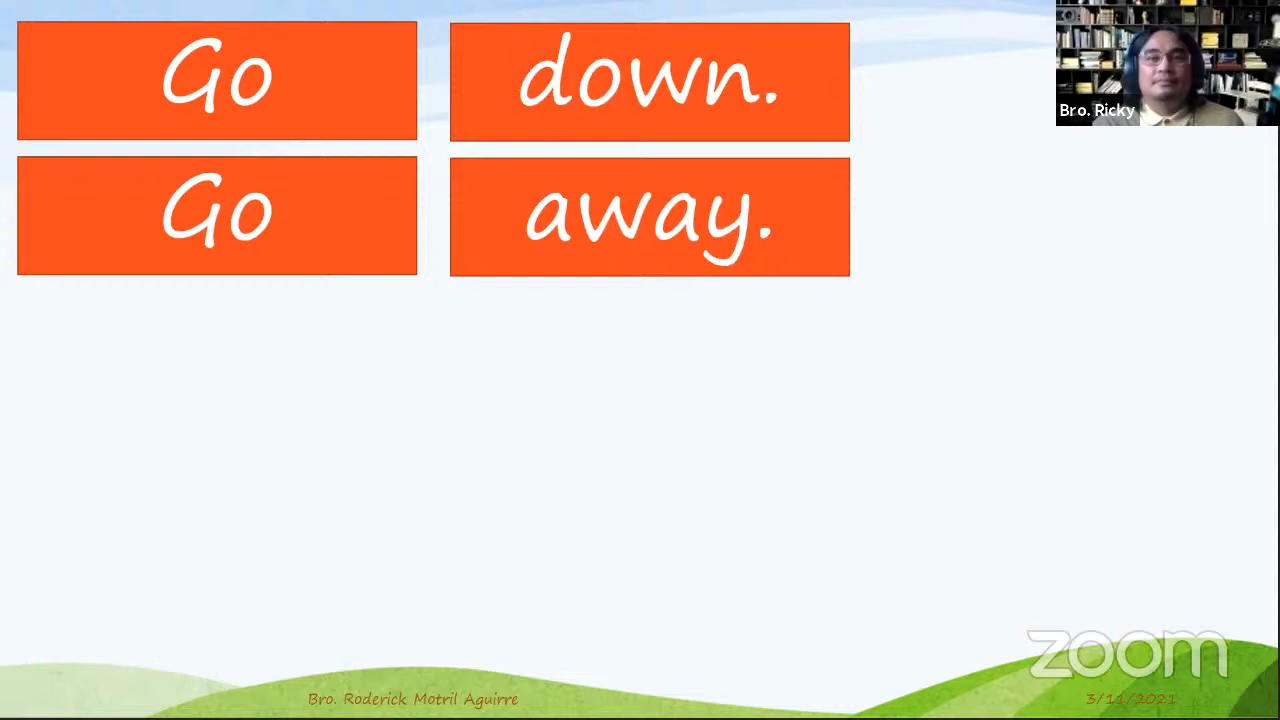 Go down.
Go away.
Bro. Ricky
zoom
Bro. Roderick Motril Aguirre 3/11/2021